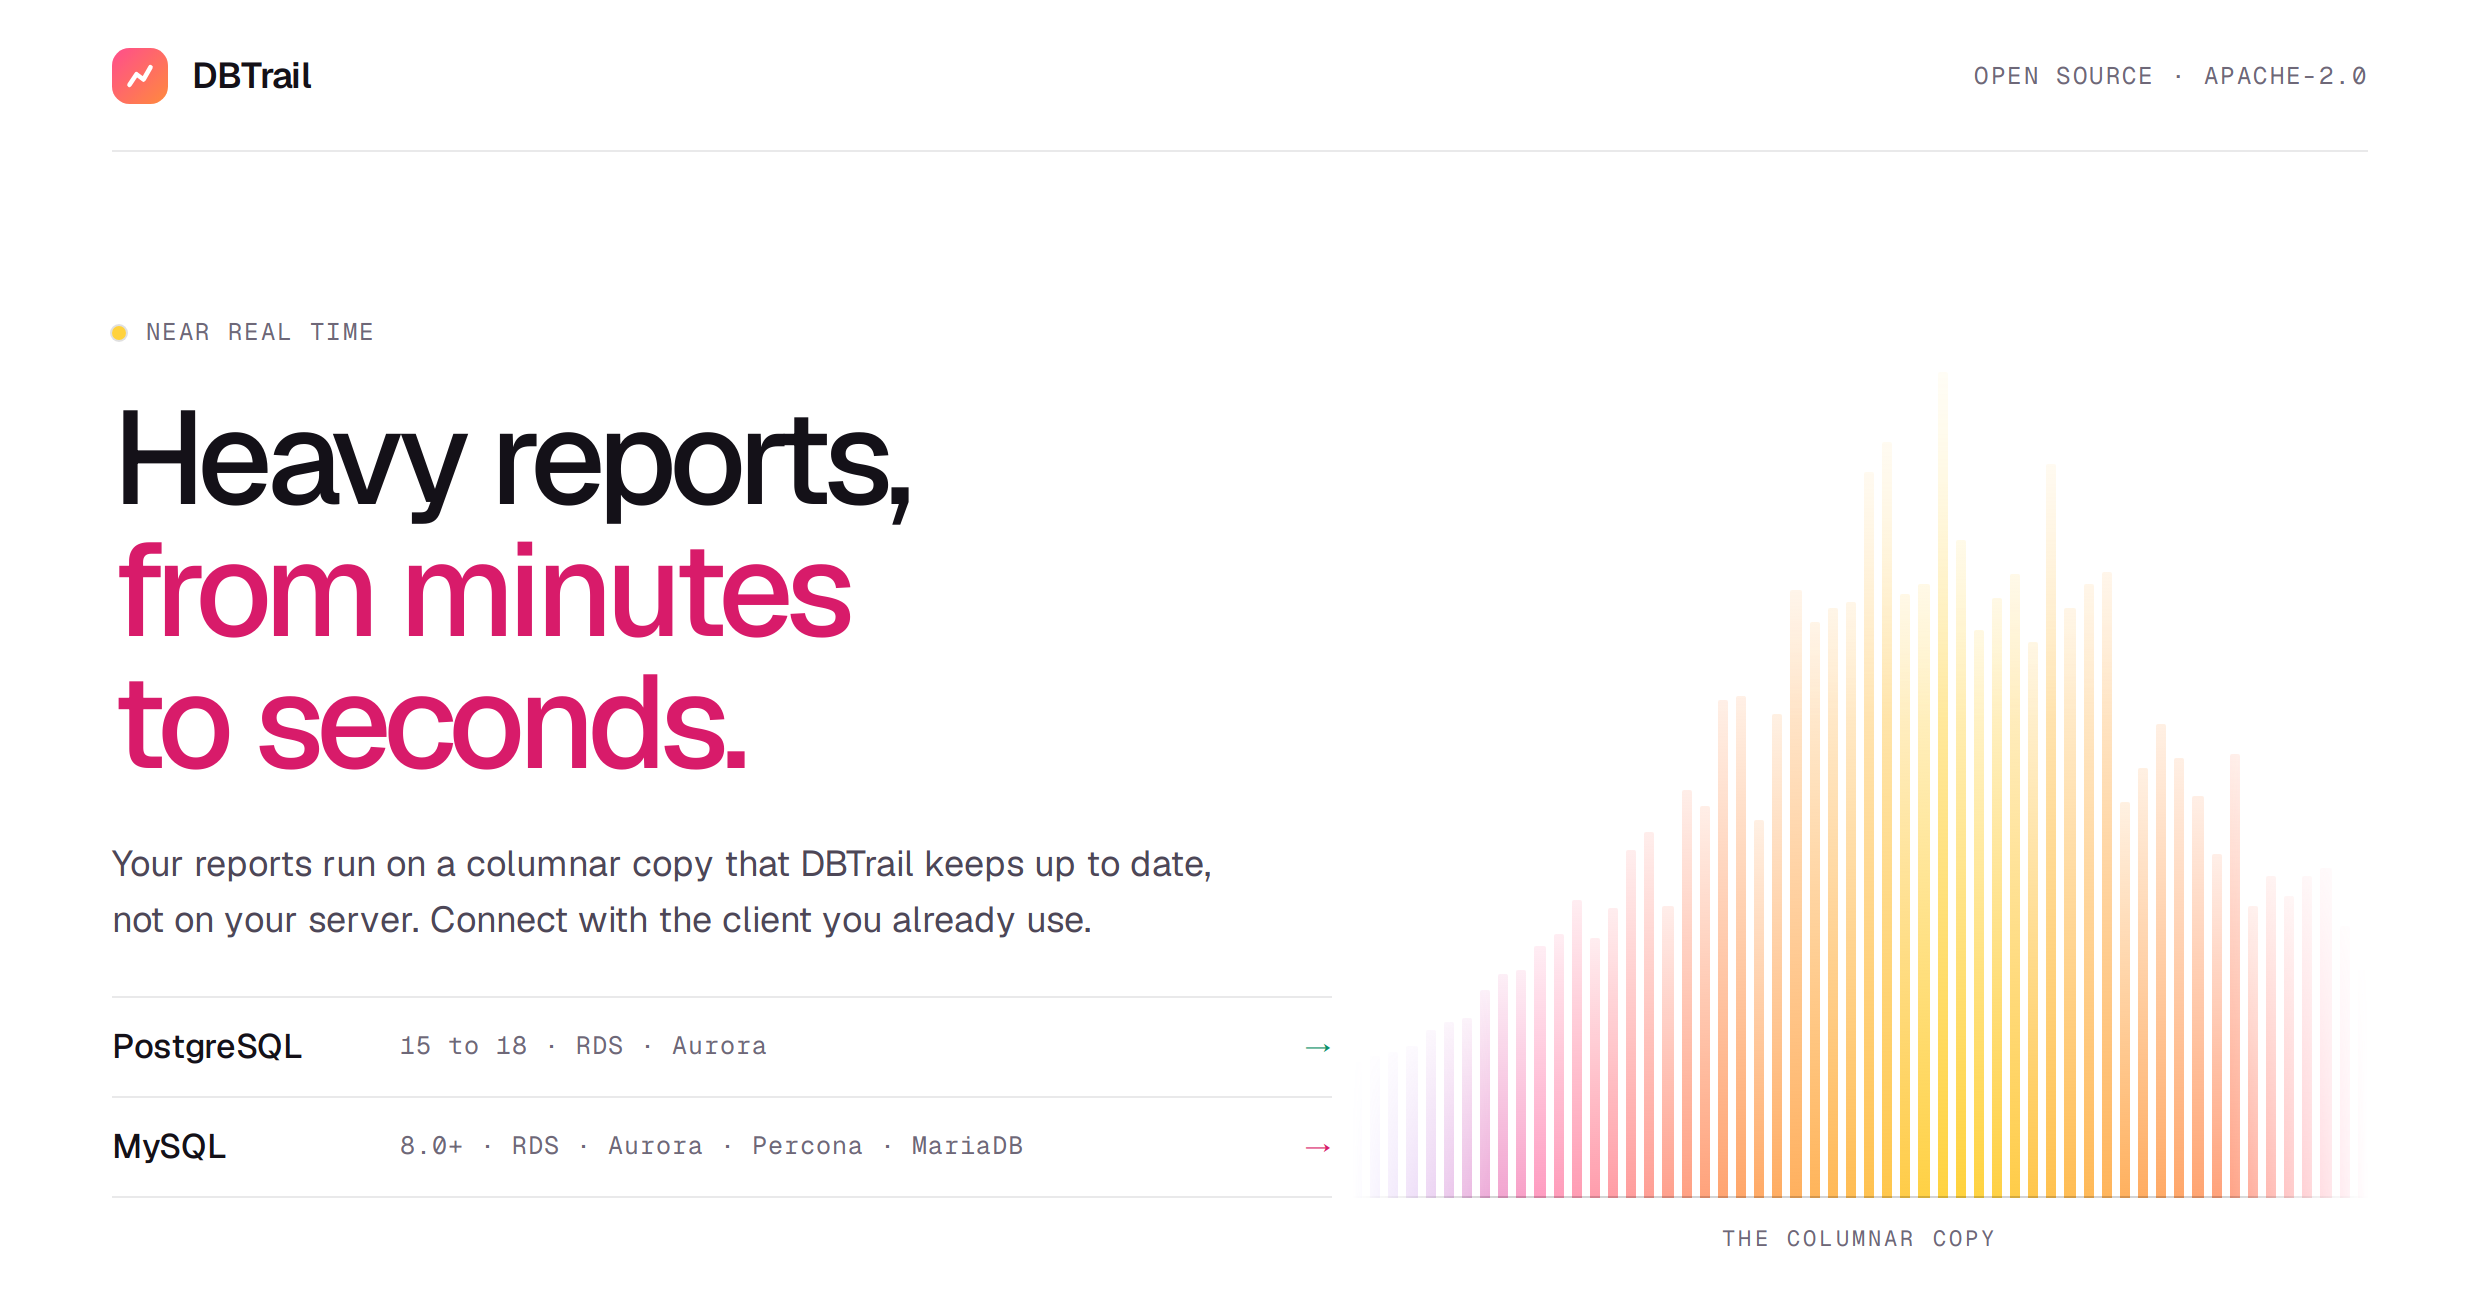 DBTrail
OPEN SOURCE · APACHE-2.0
NEAR REAL TIME
Heavy reports,
from minutes
to seconds.
Your reports run on a columnar copy that DBTrail keeps up to date,
not on your server. Connect with the client you already use.
PostgreSQL 15 to 18 · RDS · Aurora →
MySQL 8.0+ · RDS · Aurora · Percona · MariaDB →
THE COLUMNAR COPY